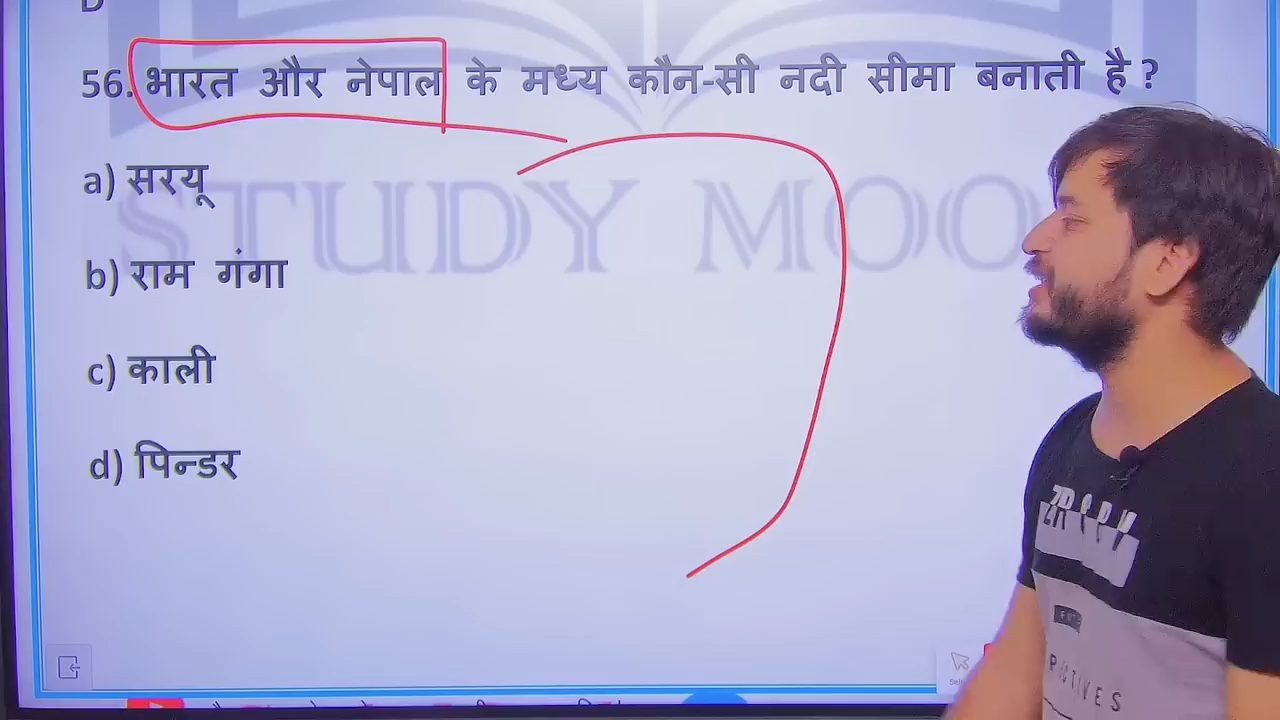 D
56. भारत और नेपाल के मध्य कौन-सी नदी सीमा बनाती है ?
a) सरयू
STUDY MOO
b) राम गंगा
c) काली
d) पिन्डर